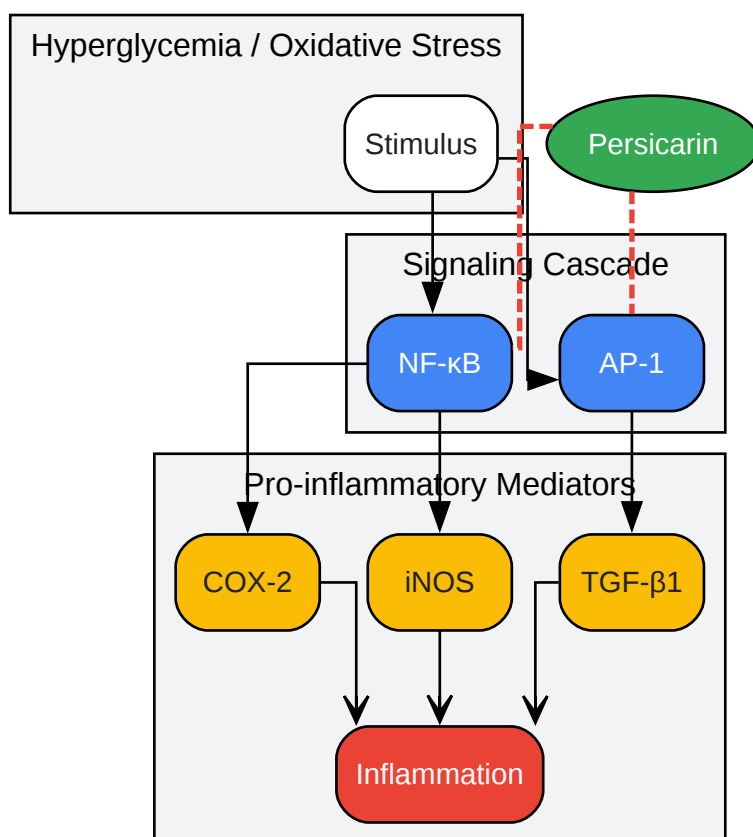 Hyperglycemia / Oxidative Stress
Stimulus
Persicarin
Signaling Cascade
NF-κB
AP-1
Pro-inflammatory Mediators
COX-2
iNOS
TGF-β1
Inflammation